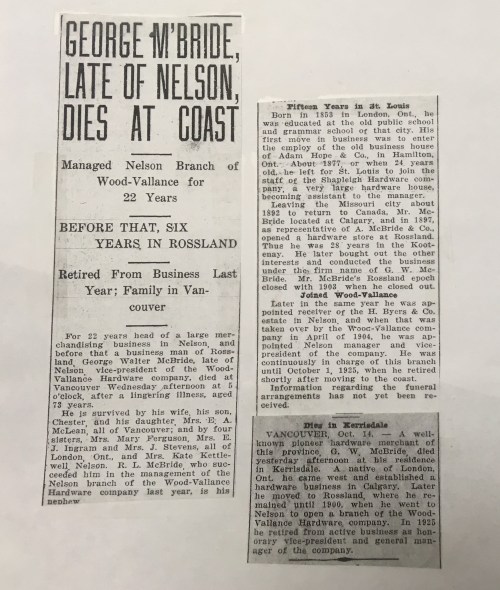 GEORGE M'BRIDE,
LATE OF NELSON,
DIES AT COAST
Managed Nelson Branch of
Wood-Vallance for
22 Years
BEFORE THAT, SIX
YEARS IN ROSSLAND
Retired From Business Last
Year; Family in Van-
couver
For 22 years head of a large mer-
chandising business in Nelson, and
before that a business man of Ross-
land, George Walter McBride, late of
Nelson, vice-president of the Wood-
Vallance Hardware company, died at
Vancouver Wednesday afternoon at 5
o'clock, after a lingering illness, aged
73 years.
He is survived by his wife, his son,
Chester, and his daughter, Mrs. E. A.
McLean, all of Vancouver; and by four
sisters, Mrs. Mary Ferguson, Mrs. E.
J. Ingram and Mrs. J. Stevens, all of
London, Ont., and Mrs. Kate Kettle-
well, Nelson. R. L. McBride, who suc-
ceeded him in the management of the
Nelson branch of the Wood-Vallance
Hardware company last year, is his
nephew
Fifteen Years in St. Louis
Born in 1853 in London, Ont., he
was educated at the old public school
and grammar school of that city. His
first move in business was to enter
the employ of the old business house
of Adam Hope & Co., in Hamilton,
Ont. About 1877, or when 24 years
old, he left for St. Louis to join the
staff of the Shapleigh Hardware com-
pany, a very large hardware house,
becoming assistant to the manager.
Leaving the Missouri city about
1892 to return to Canada, Mr. Mc-
Bride located at Calgary, and in 1897,
as representative of A. McBride & Co.,
opened a hardware store at Rossland.
Thus he was 28 years in the Koot-
enay. He later bought out the other
interests and conducted the business
under the firm name of G. W. Mc-
Bride. Mr. McBride's Rossland epoch
closed with 1903 when he closed out.
Joined Wood-Vallance
Later in the same year he was ap-
pointed receiver of the H. Byers & Co.
estate in Nelson, and when that was
taken over by the Wood-Vallance com-
pany in April of 1904, he was ap-
pointed Nelson manager and vice-
president of the company. He was
continuously in charge of this branch
until October 1, 1925, when he retired
shortly after moving to the coast.
Information regarding the funeral
arrangements has not yet been re-
ceived.
Dies in Kerrisdale
VANCOUVER, Oct. 14. — A well-
known pioneer hardware merchant of
this province, G. W. McBride, died
yesterday afternoon at his residence
in Kerrisdale. A native of London,
Ont., he came west and established a
hardware business in Calgary. Later
he moved to Rossland, where he re-
mained until 1900, when he went to
Nelson to open a branch of the Wood-
Vallance Hardware company. In 1925
he retired from active business as hon-
orary vice-president and general man-
ager of the company.